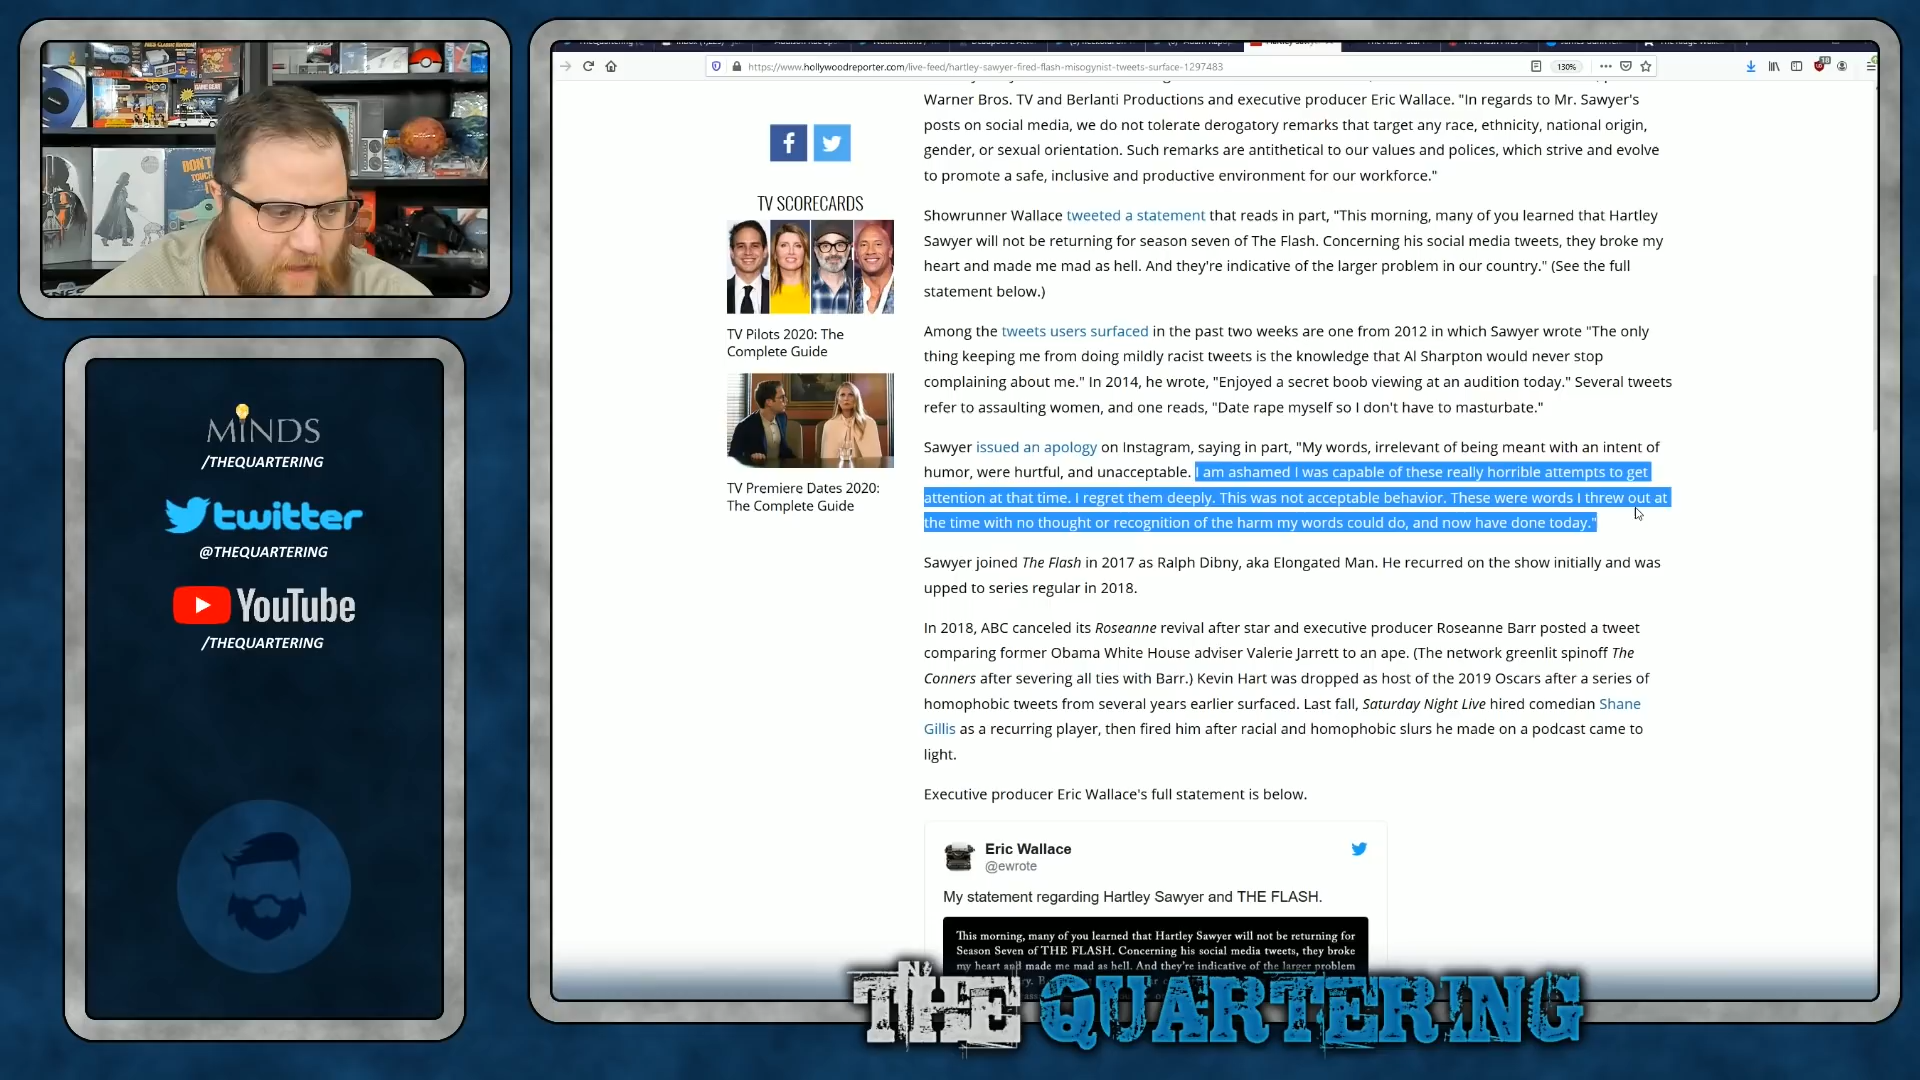 MINDS
/THEQUARTERING
twitter
@THEQUARTERING
YouTube
/THEQUARTERING
https://www.hollywoodreporter.com/live-feed/hartley-sawyer-fired-flash-misogynist-tweets-surface-1297483
130%
TV SCORECARDS
TV Pilots 2020: The
Complete Guide
TV Premiere Dates 2020:
The Complete Guide
Warner Bros. TV and Berlanti Productions and executive producer Eric Wallace. "In regards to Mr. Sawyer's
posts on social media, we do not tolerate derogatory remarks that target any race, ethnicity, national origin,
gender, or sexual orientation. Such remarks are antithetical to our values and polices, which strive and evolve
to promote a safe, inclusive and productive environment for our workforce."
Showrunner Wallace tweeted a statement that reads in part, "This morning, many of you learned that Hartley
Sawyer will not be returning for season seven of The Flash. Concerning his social media tweets, they broke my
heart and made me mad as hell. And they're indicative of the larger problem in our country." (See the full
statement below.)
Among the tweets users surfaced in the past two weeks are one from 2012 in which Sawyer wrote "The only
thing keeping me from doing mildly racist tweets is the knowledge that Al Sharpton would never stop
complaining about me." In 2014, he wrote, "Enjoyed a secret boob viewing at an audition today." Several tweets
refer to assaulting women, and one reads, "Date rape myself so I don't have to masturbate."
Sawyer issued an apology on Instagram, saying in part, "My words, irrelevant of being meant with an intent of
humor, were hurtful, and unacceptable. I am ashamed I was capable of these really horrible attempts to get
attention at that time. I regret them deeply. This was not acceptable behavior. These were words I threw out at
the time with no thought or recognition of the harm my words could do, and now have done today."
Sawyer joined The Flash in 2017 as Ralph Dibny, aka Elongated Man. He recurred on the show initially and was
upped to series regular in 2018.
In 2018, ABC canceled its Roseanne revival after star and executive producer Roseanne Barr posted a tweet
comparing former Obama White House adviser Valerie Jarrett to an ape. (The network greenlit spinoff The
Conners after severing all ties with Barr.) Kevin Hart was dropped as host of the 2019 Oscars after a series of
homophobic tweets from several years earlier surfaced. Last fall, Saturday Night Live hired comedian Shane
Gillis as a recurring player, then fired him after racial and homophobic slurs he made on a podcast came to
light.
Executive producer Eric Wallace's full statement is below.
Eric Wallace
@ewrote
My statement regarding Hartley Sawyer and THE FLASH.
This morning, many of you learned that Hartley Sawyer will not be returning for
Season Seven of THE FLASH. Concerning his social media tweets, they broke
my heart and made me mad as hell. And they're indicative of the larger problem
THE QUARTERING